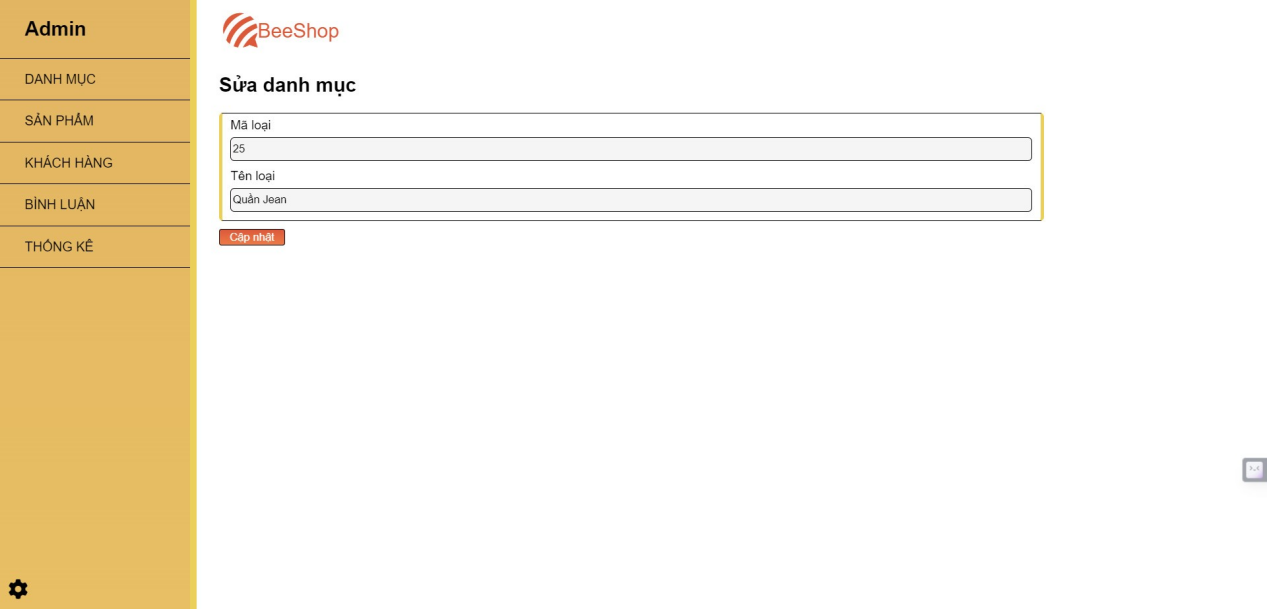 Admin
DANH MỤC
SẢN PHẨM
KHÁCH HÀNG
BÌNH LUẬN
THỐNG KÊ
BeeShop
Sửa danh mục
Mã loại
25
Tên loại
Quần Jean
Cập nhật